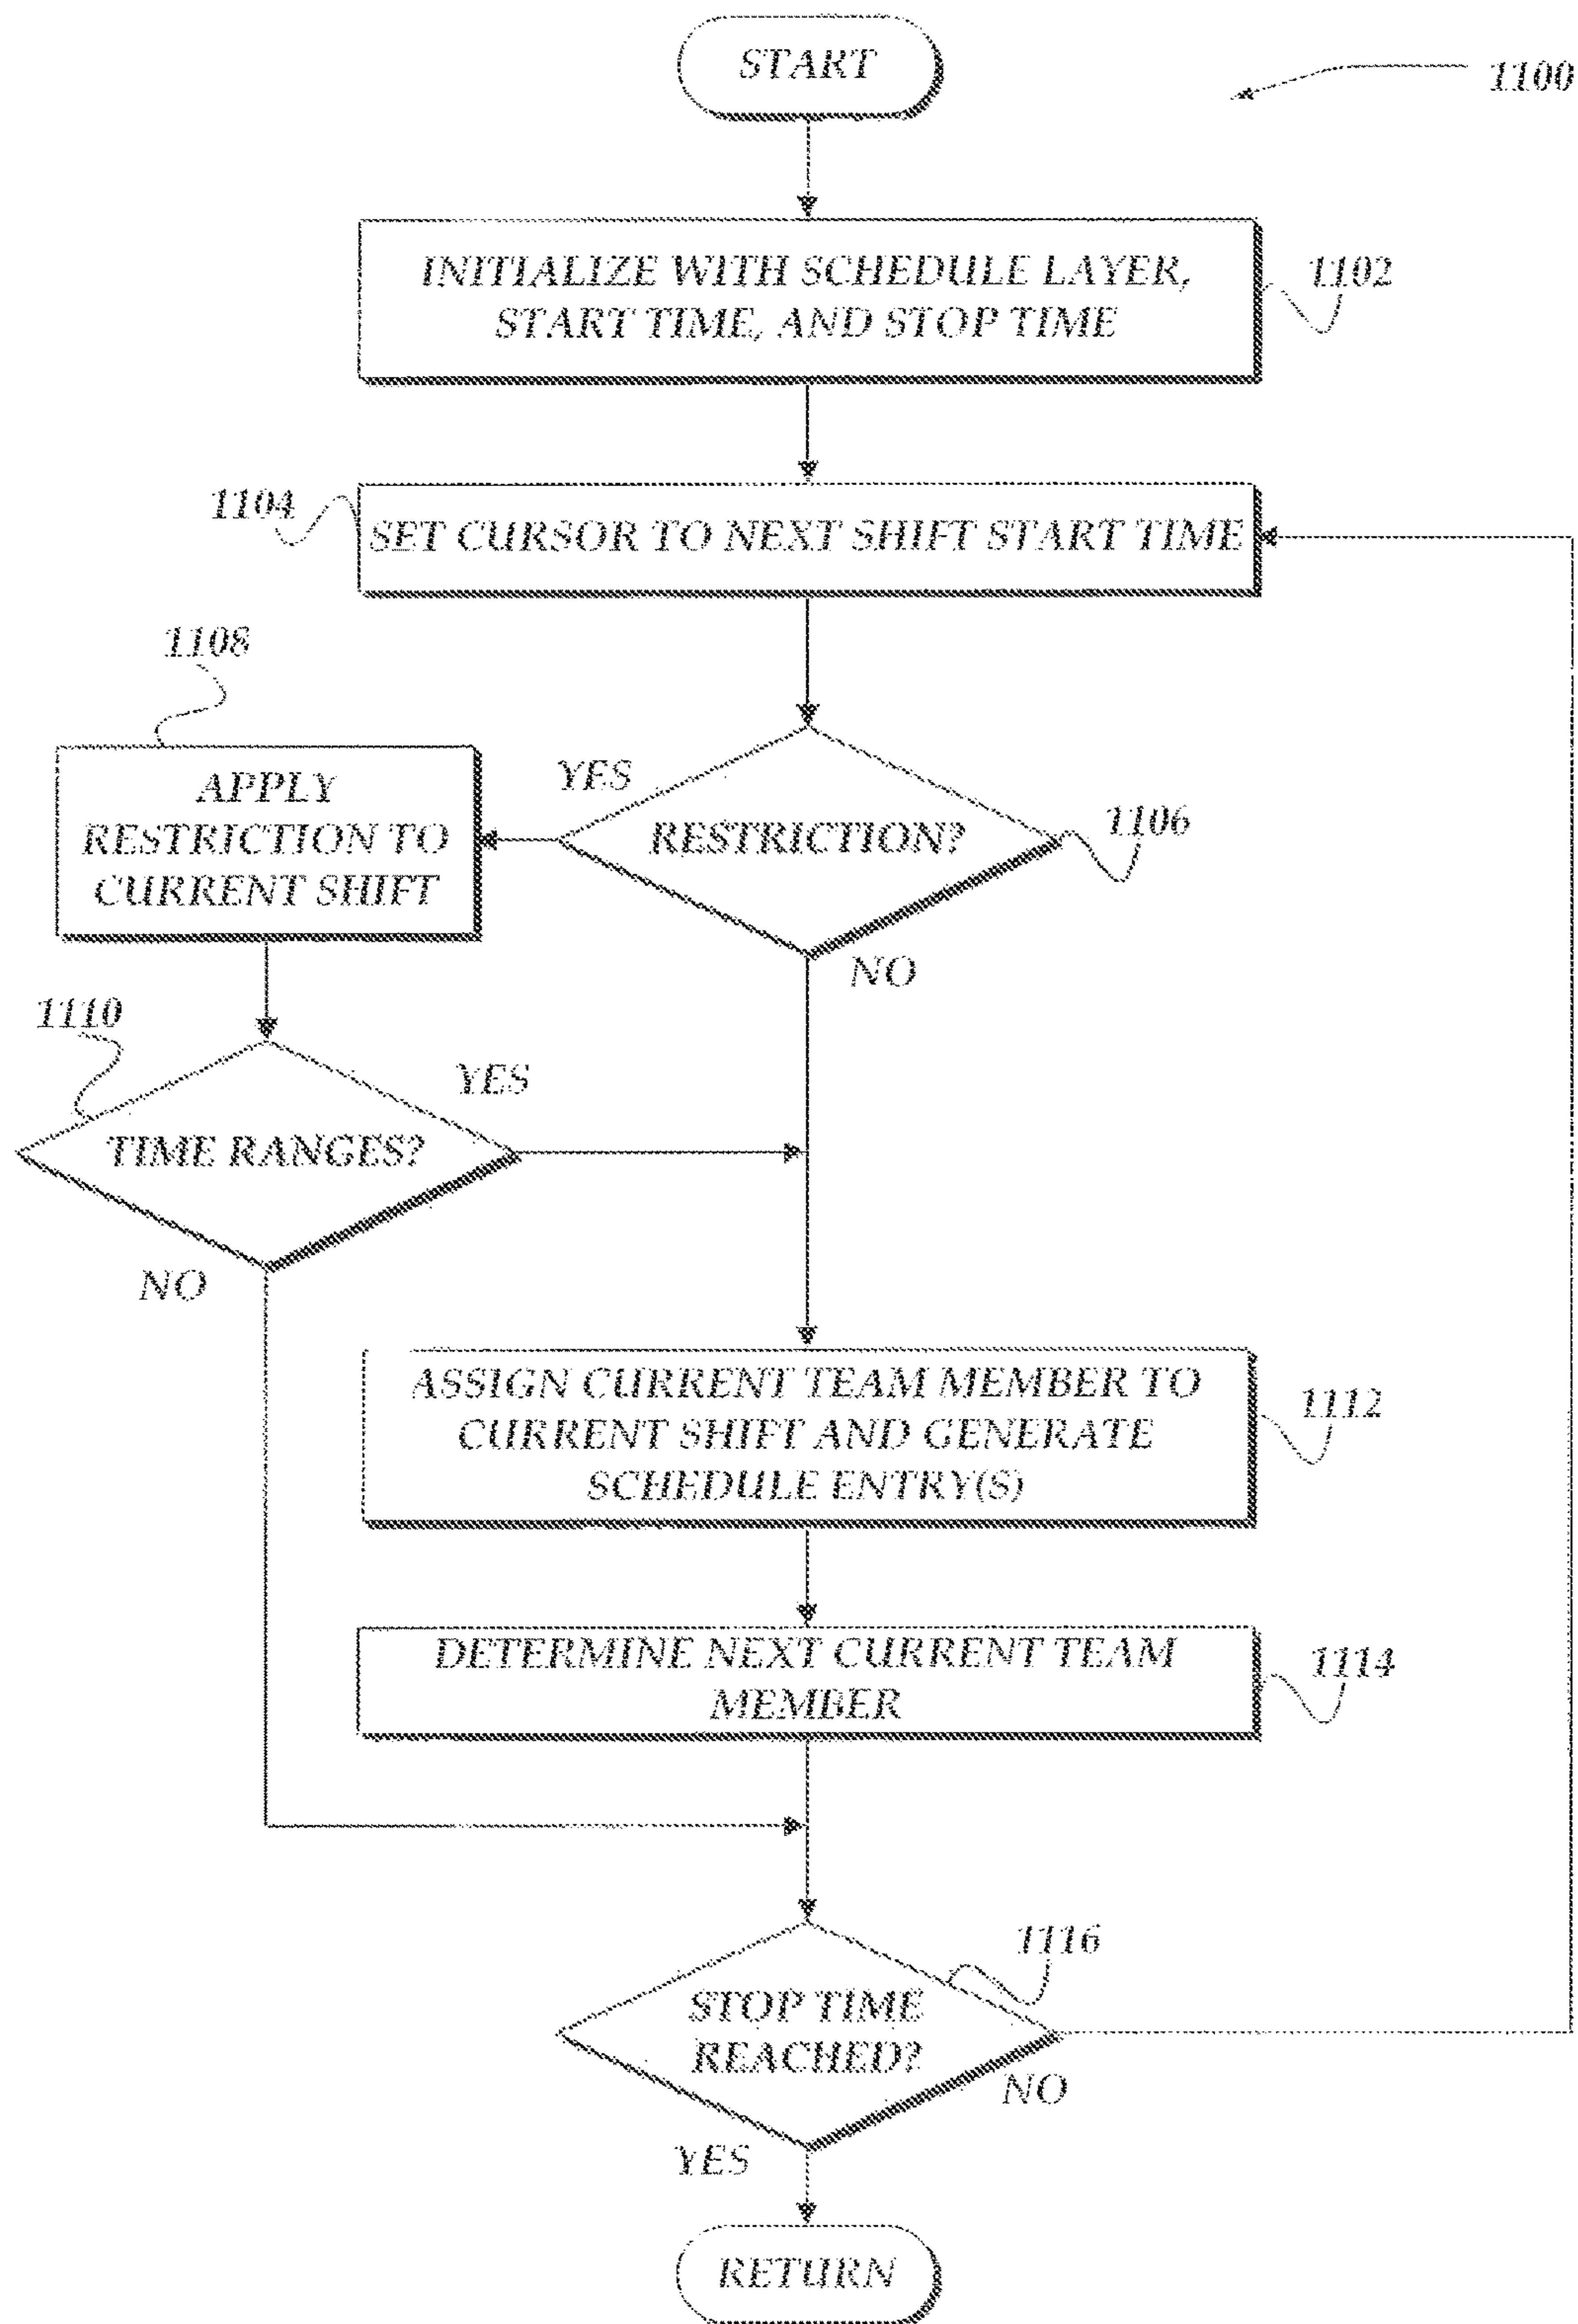 START
1100
INITIALIZE WITH SCHEDULE LAYER,
START TIME, AND STOP TIME
1102
1104
SET CURSOR TO NEXT SHIFT START TIME
1108
APPLY
RESTRICTION TO
CURRENT SHIFT
YES
RESTRICTION?
1106
NO
1110
YES
TIME RANGES?
NO
ASSIGN CURRENT TEAM MEMBER TO
CURRENT SHIFT AND GENERATE
SCHEDULE ENTRY(S)
1112
DETERMINE NEXT CURRENT TEAM
MEMBER
1114
1116
STOP TIME
REACHED?
NO
YES
RETURN